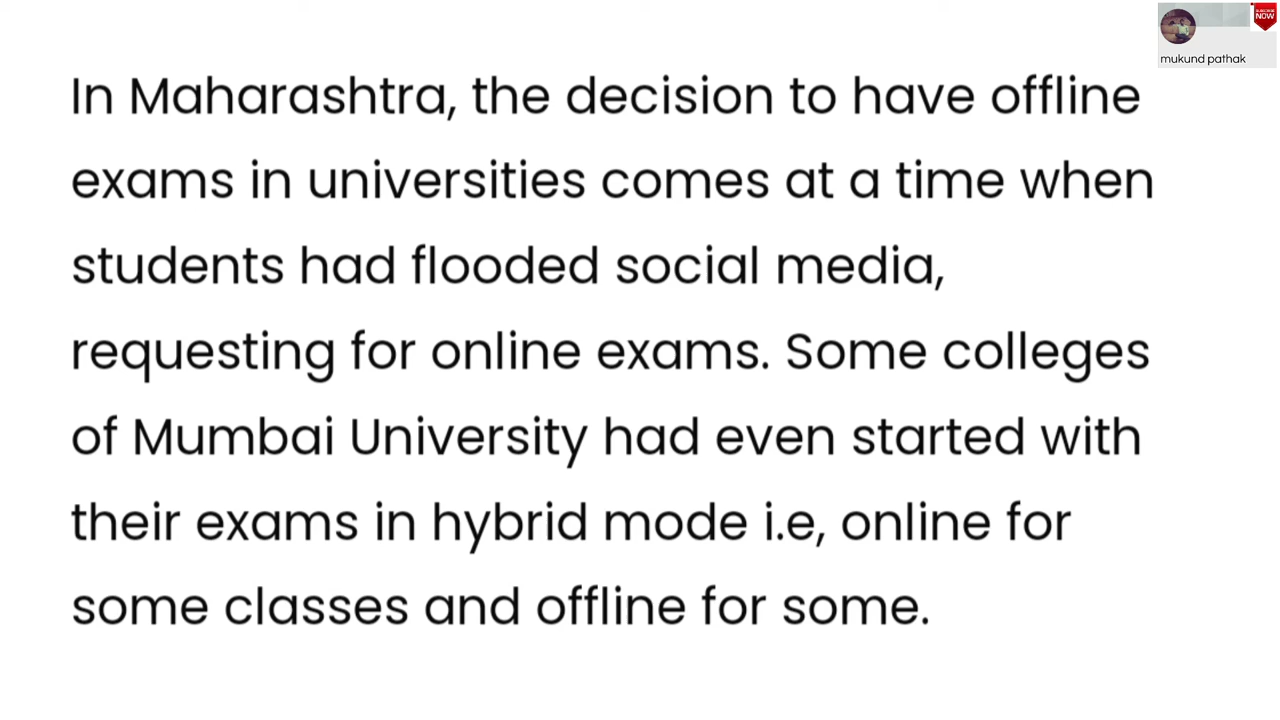 SUBSCRIBE
NOW
mukund pathak
In Maharashtra, the decision to have offline
exams in universities comes at a time when
students had flooded social media,
requesting for online exams. Some colleges
of Mumbai University had even started with
their exams in hybrid mode i.e, online for
some classes and offline for some.